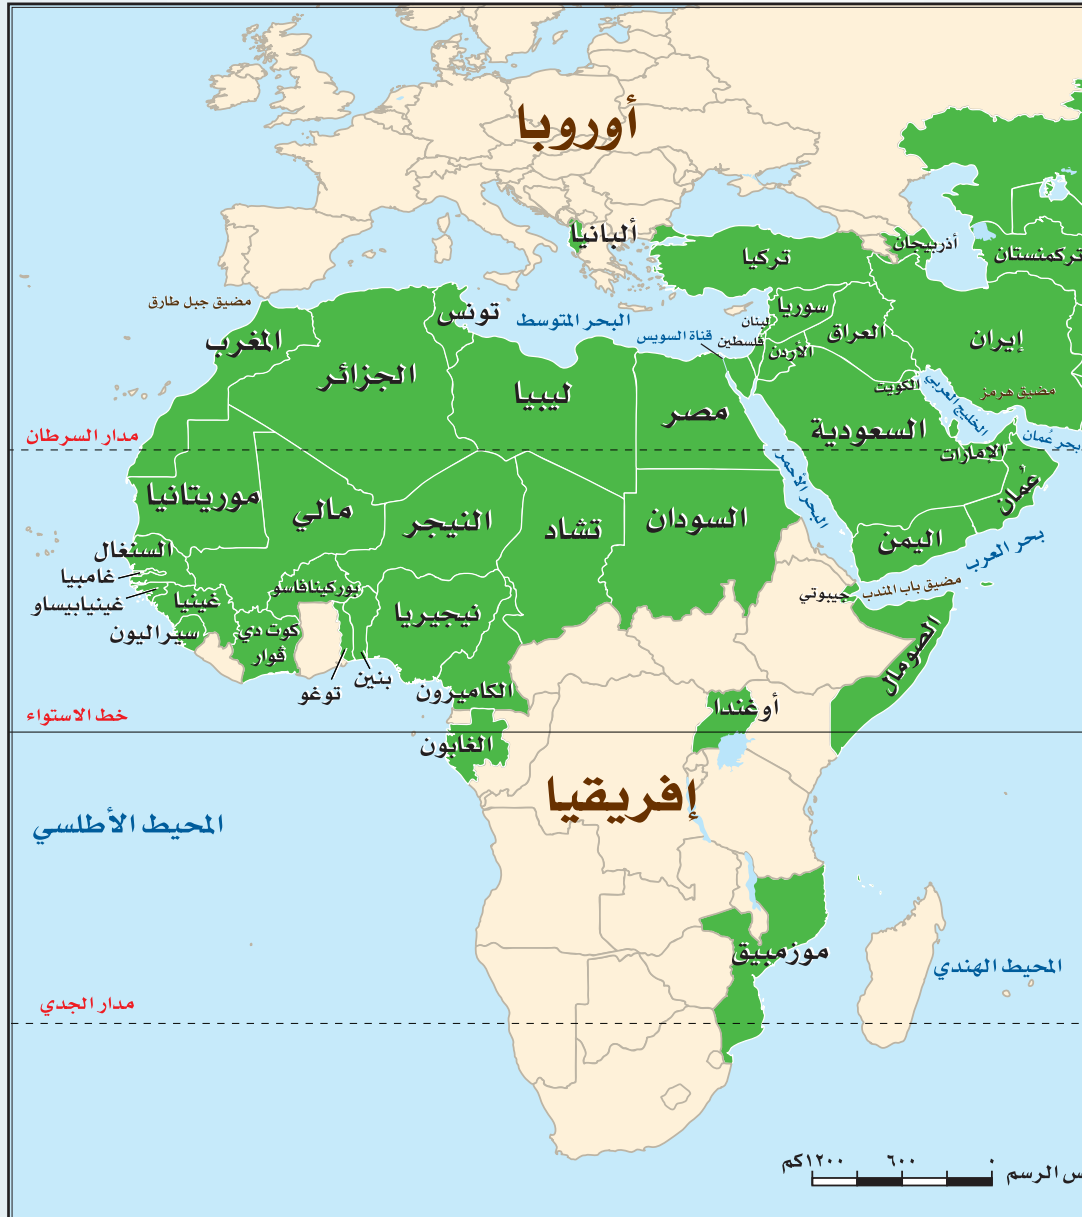 أوروبا
ألبانيا
أذربيجان
تركمنستان
تركيا
مضيق جبل طارق
تونس
البحر المتوسط
سوريا
لبنان
قناة السويس
فلسطين
العراق
إيران
المغرب
الأردن
الجزائر
ليبيا
مصر
الكويت
الخليج العربي
مضيق هرمز
السعودية
مدار السرطان
الإمارات
بحر عُمان
موريتانيا
مالي
النيجر
تشاد
السودان
البحر الأحمر
عُمان
اليمن
بحر العرب
السنغال
غامبيا
غينيابيساو
غينيا
بوركينافاسو
نيجيريا
جيبوتي
مضيق باب المندب
سيراليون
كوت دي
ڤوار
توغو
بنين
الكاميرون
الصومال
خط الاستواء
أوغندا
الغابون
إفريقيا
المحيط الأطلسي
موزمبيق
المحيط الهندي
مدار الجدي
س الرسم
٠ ٦٠٠ ١٢٠٠كم